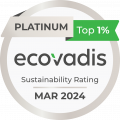 PLATINUM Top 1%
ecovadis
Sustainability Rating
MAR 2024